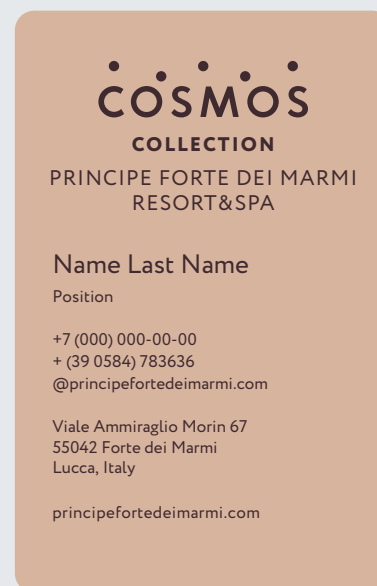 COSMOS
COLLECTION
PRINCIPE FORTE DEI MARMI
RESORT&SPA
Name Last Name
Position
+7 (000) 000-00-00
+ (39 0584) 783636
@principefortedeimarmi.com
Viale Ammiraglio Morin 67
55042 Forte dei Marmi
Lucca, Italy
principefortedeimarmi.com